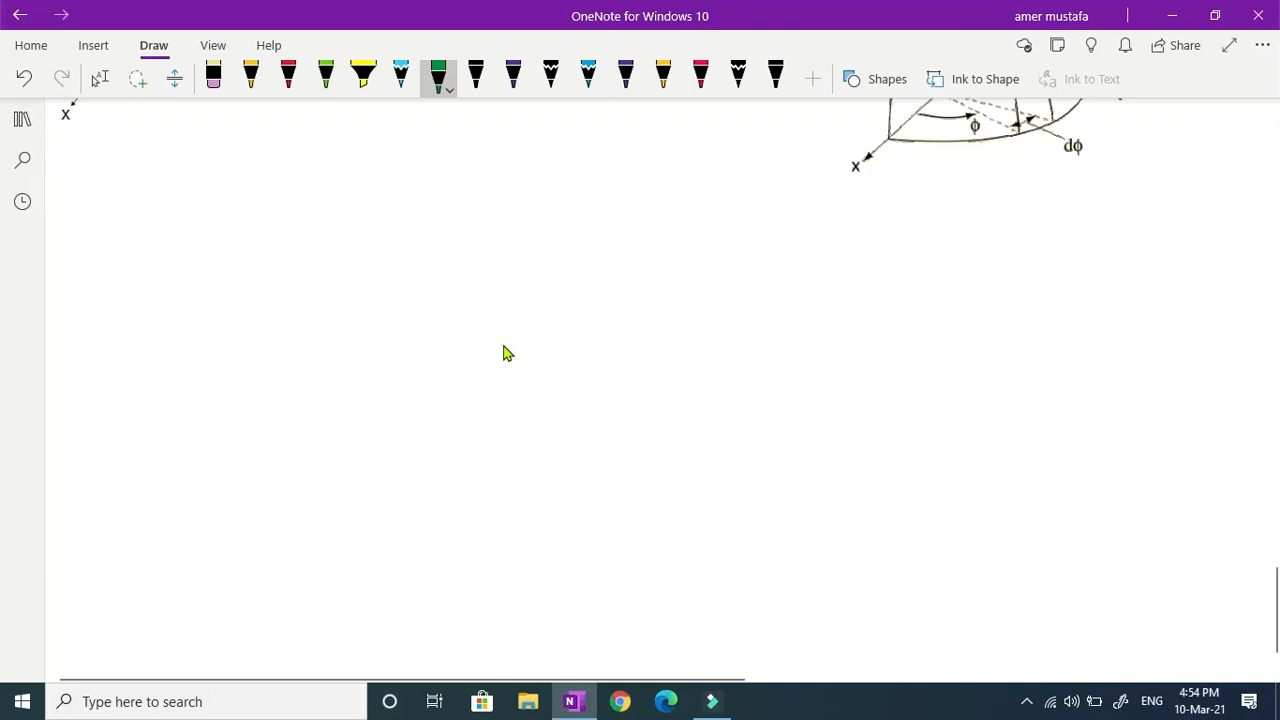 OneNote for Windows 10
amer mustafa
Home
Insert
Draw
View
Help
Share
Shapes
Ink to Shape
Ink to Text
X
ϕ
dϕ
X
Type here to search
ENG
4:54 PM
10-Mar-21